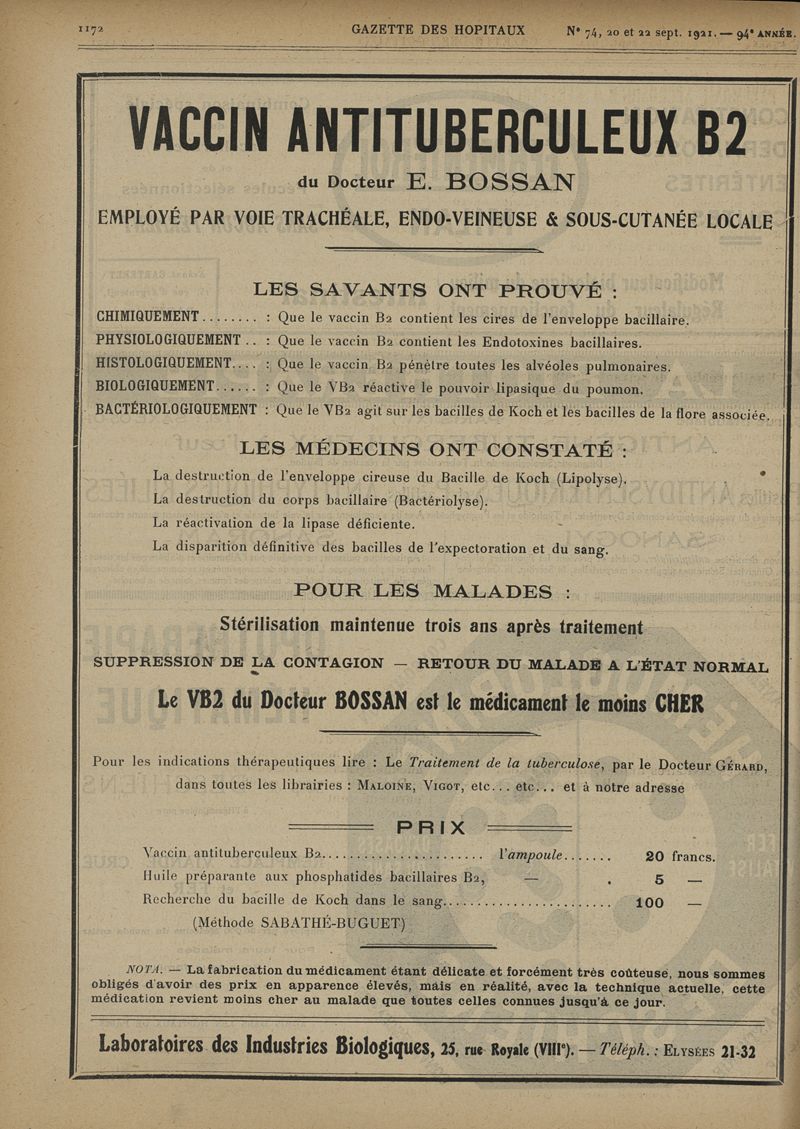 1172 GAZETTE DES HOPITAUX N° 74, 20 et 22 sept. 1921. — 94e ANNÉE.
VACCIN ANTITUBERCULEUX B2
du Docteur E. BOSSAN
EMPLOYÉ PAR VOIE TRACHÉALE, ENDO-VEINEUSE & SOUS-CUTANÉE LOCALE
LES SAVANTS ONT PROUVÉ :
CHIMIQUEMENT........ : Que le vaccin B2 contient les cires de l'enveloppe bacillaire.
PHYSIOLOGIQUEMENT .. : Que le vaccin B2 contient les Endotoxines bacillaires.
HISTOLOGIQUEMENT.... : Que le vaccin B2 pénètre toutes les alvéoles pulmonaires.
BIOLOGIQUEMENT...... : Que le VB2 réactive le pouvoir lipasique du poumon.
BACTÉRIOLOGIQUEMENT : Que le VB2 agit sur les bacilles de Koch et les bacilles de la flore associée.
LES MÉDECINS ONT CONSTATÉ :
La destruction de l'enveloppe cireuse du Bacille de Koch (Lipolyse).
La destruction du corps bacillaire (Bactériolyse).
La réactivation de la lipase déficiente.
La disparition définitive des bacilles de l'expectoration et du sang.
POUR LES MALADES :
Stérilisation maintenue trois ans après traitement
SUPPRESSION DE LA CONTAGION — RETOUR DU MALADE A L'ÉTAT NORMAL
Le VB2 du Docteur BOSSAN est le médicament le moins CHER
Pour les indications thérapeutiques lire : Le Traitement de la tuberculose, par le Docteur GÉRARD,
dans toutes les librairies : MALOINE, VIGOT, etc... etc... et à notre adresse
PRIX
Vaccin antituberculeux B2....................... l'ampoule....... 20 francs.
Huile préparante aux phosphatides bacillaires B2, — . 5 —
Recherche du bacille de Koch dans le sang........................ 100 —
(Méthode SABATHÉ-BUGUET)
NOTA. — La fabrication du médicament étant délicate et forcément très coûteuse, nous sommes
obligés d'avoir des prix en apparence élevés, mais en réalité, avec la technique actuelle, cette
médication revient moins cher au malade que toutes celles connues jusqu'à ce jour.
Laboratoires des Industries Biologiques, 25, rue Royale (VIIIe). — Téléph. : ELYSÉES 21-32